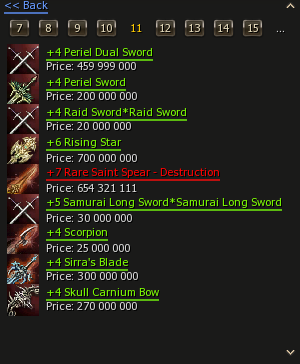 << Back
7 8 9 10 11 12 13 14 15 ...
+4 Periel Dual Sword
Price: 459 999 000
+4 Periel Sword
Price: 200 000 000
+4 Raid Sword*Raid Sword
Price: 20 000 000
+6 Rising Star
Price: 700 000 000
+7 Rare Saint Spear - Destruction
Price: 654 321 111
+5 Samurai Long Sword*Samurai Long Sword
Price: 30 000 000
+4 Scorpion
Price: 25 000 000
+4 Sirra's Blade
Price: 300 000 000
+4 Skull Carnium Bow
Price: 270 000 000